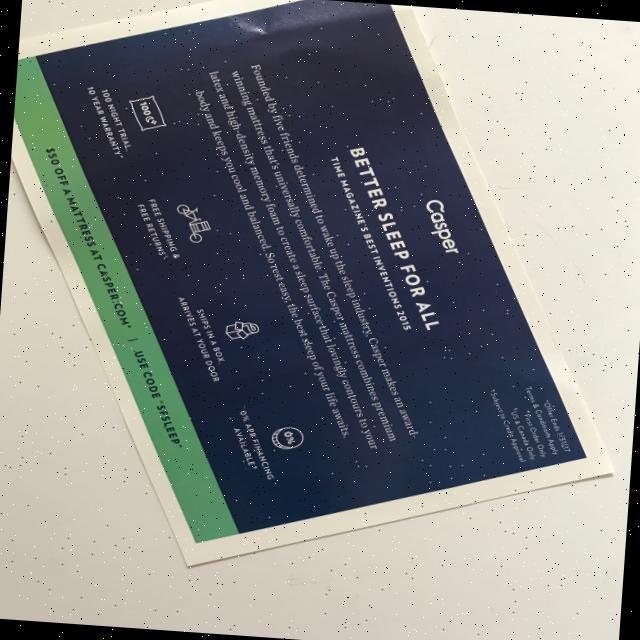 Casper
BETTER SLEEP FOR ALL
TIME MAGAZINE'S BEST INVENTIONS 2015
Founded by five friends determined to wake up the sleep industry, Casper makes an award-
winning mattress that's universally comfortable. The Casper mattress combines premium
latex and high-density memory foam to create a sleep surface that loyally contours to your
body and keeps you cool and balanced. So rest easy, the best sleep of your life awaits.
100
100 NIGHT TRIAL
10 YEAR WARRANTY
FREE SHIPPING &
FREE RETURNS
SHIPS IN A BOX,
ARRIVES AT YOUR DOOR
0%
0% APR FINANCING
AVAILABLE
$50 OFF A MATTRESS AT CASPER.COM* | USE CODE "SFSLEEP"